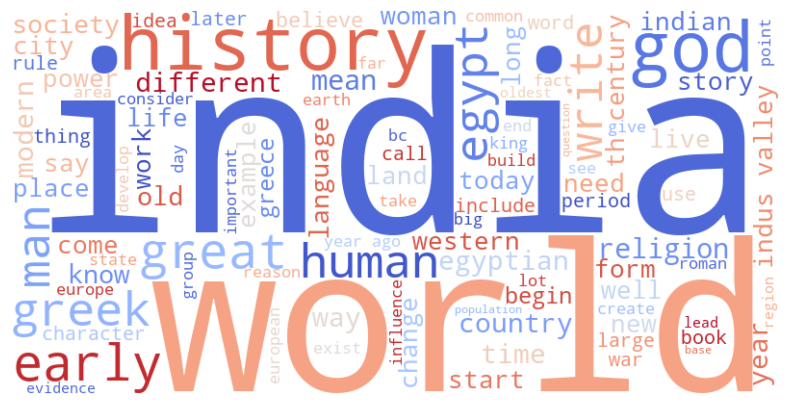 society
idea
later
believe
woman
common
word
indian
city
history
long
god
point
rule
power
far
fact
different
mean
egypt
write
century
story
area
consider
earth
oldest
modern
india
thing
life
work
day
bc
call
end
king
build
question
give
live
see
say
develop
example
language
land
th
valley
place
old
important
greece
take
today
include
need
period
use
indus
man
come
great
year ago
western
big
religion
know
state
group
reason
human
egyptian
form
roman
region
europe
World
lot
begin
well
create
greek
character
european
way
influence
change
population
country
new
lead
book
exist
time
large
base
early
start
war
year
evidence